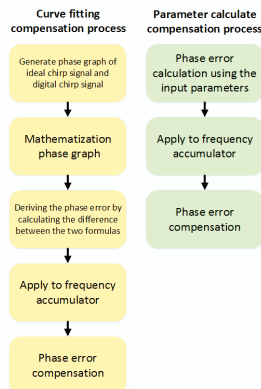 Curve fitting
compensation process
Generate phase graph of
ideal chirp signal and
digital chirp signal
Mathematization
phase graph
Deriving the phase error by
calculating the difference
between the two formulas
Apply to frequency
accumulator
Phase error
compensation
Parameter calculate
compensation process
Phase error
calculation using the
input parameters
Apply to frequency
accumulator
Phase error
compensation